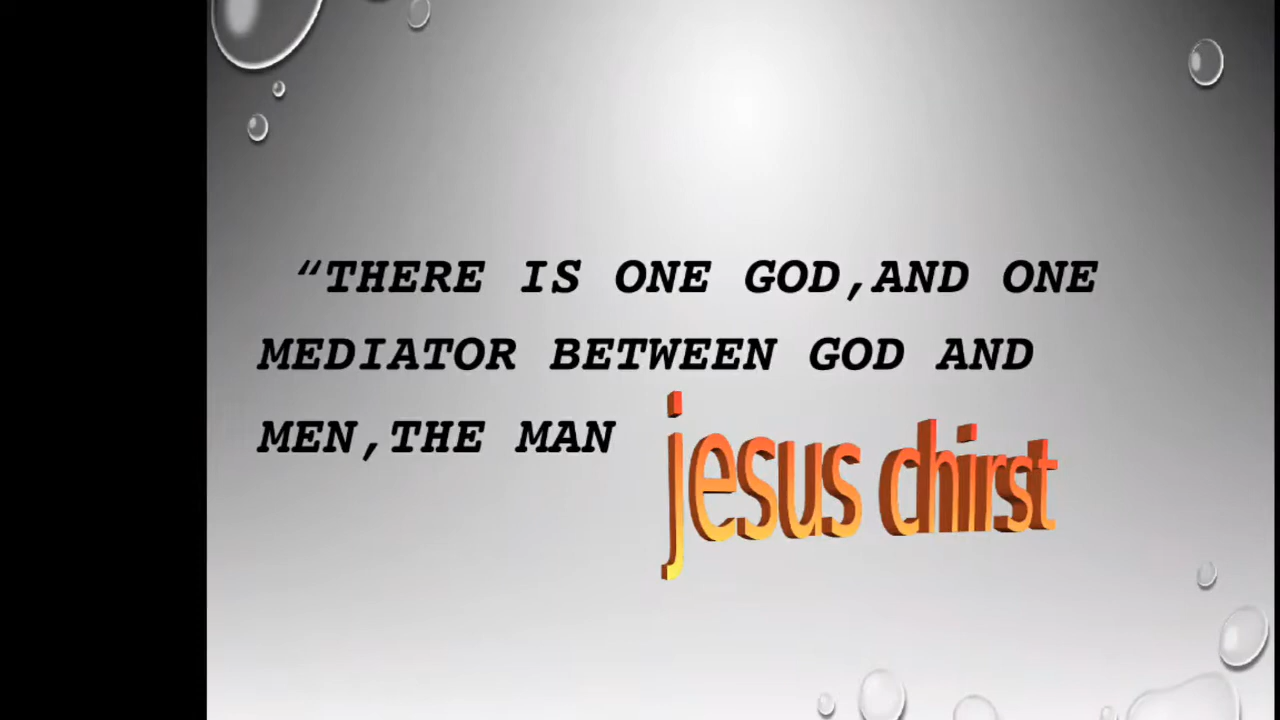 “THERE IS ONE GOD,AND ONE
MEDIATOR BETWEEN GOD AND
MEN,THE MAN jesus chirst